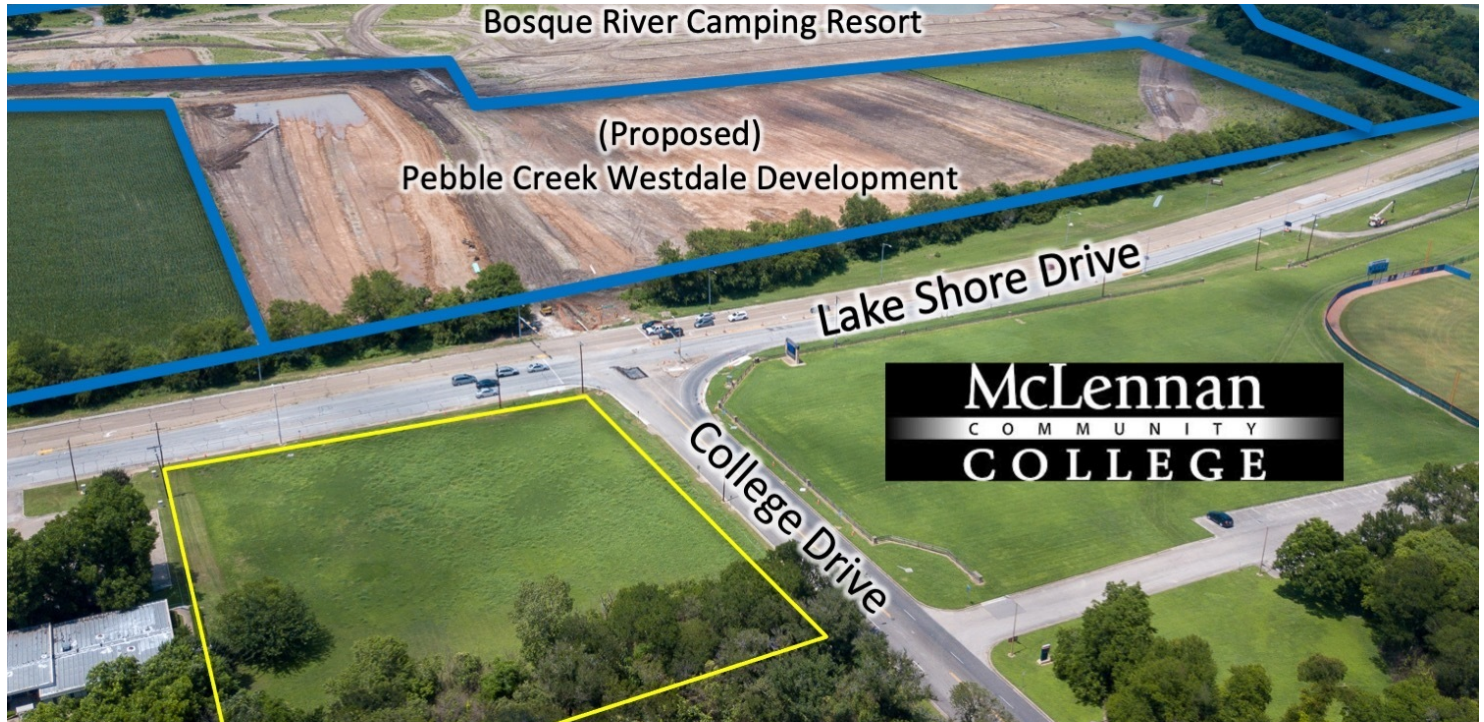 Bosque River Camping Resort
(Proposed)
Pebble Creek Westdale Development
Lake Shore Drive
College Drive
McLennan
COMMUNITY
COLLEGE